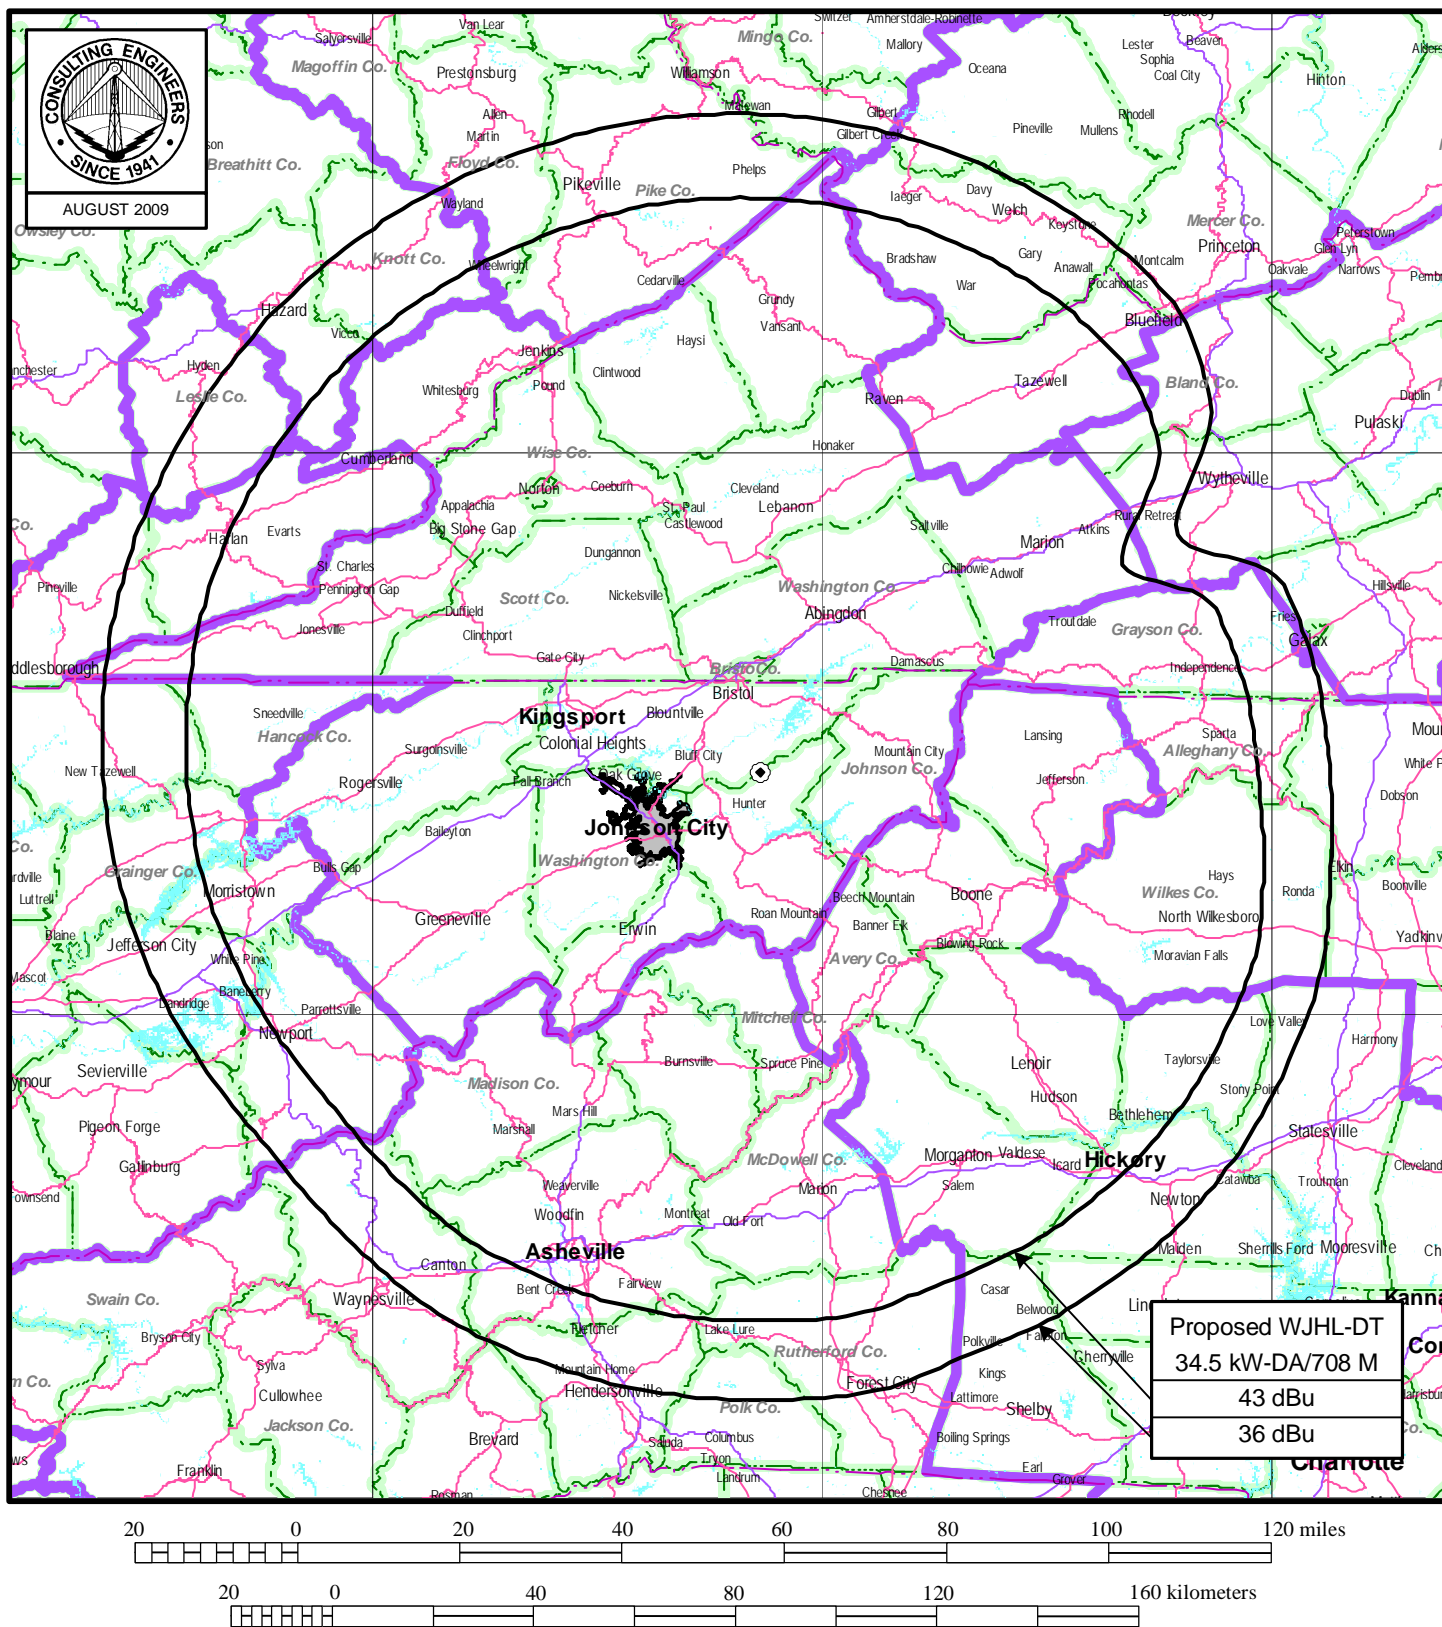 Switzer
Amherstdale-Robinette
Van Lear
Salyersville
Mingo Co.
Mallory
Lester
Beaver
Sophia
Coal City
Magoffin Co.
Prestonsburg
Williamson
Oceana
Hinton
CONSULTING ENGINEERS
SINCE 1941
AUGUST 2009
Allen
Matewan
Gilbert
Rhodell
Martin
Gilbert Creek
Pineville
Mullens
Breathitt Co.
Floyd Co.
Phelps
Pikeville
Pike Co.
Iaeger
Davy
Welch
Wayland
Keystone
Mercer Co.
Owsley Co.
Princeton
Peterstown
Glen Lyn
Knott Co.
Wheelwright
Bradshaw
Gary
Anawalt
Montcalm
Oakvale
Narrows
Cedarville
War
Pocahontas
Hazard
Grundy
Vansant
Bluefield
Vicco
Haysi
Jenkins
Hyden
Pound
Clintwood
Whitesburg
Tazewell
Bland Co.
Leslie Co.
Raven
Dublin
Pulaski
Honaker
Wise Co.
Cumberland
Norton
Coeburn
Cleveland
Wytheville
Appalachia
St. Paul
Lebanon
Castlewood
Rural Retreat
Big Stone Gap
Saltville
Atkins
Harlan
Evarts
Marion
Dungannon
St. Charles
Chilhowie
Adwolf
Pineville
Pennington Gap
Scott Co.
Nickelsville
Washington Co.
Hillsville
Duffield
Abingdon
Troutdale
Grayson Co.
Fries
Jonesville
Clinchport
Galax
Gate City
Bristo Co.
Damascus
Independence
ddlesborough
Bristol
Sneedville
Kingsport
Blountville
Hancock Co.
Colonial Heights
Lansing
Sparta
Surgoinsville
Bluff City
Mountain City
Alleghany Co.
New Tazewell
Rogersville
Fall Branch
Oak Grove
Johnson Co.
Jefferson
Hunter
Dobson
Baileyton
Johnson City
Washington Co.
Grainger Co.
Bulls Gap
Hays
Elkin
Luttrell
Morristown
Beech Mountain
Boone
Wilkes Co.
Ronda
Boonville
Greeneville
Roan Mountain
North Wilkesboro
Blaine
Jefferson City
Erwin
Banner Elk
Blowing Rock
White Pine
Avery Co.
Moravian Falls
Mascot
Baneberry
Dandridge
Parrottsville
Mitchell Co.
Love Valley
Newport
Harmony
Sevierville
Burnsville
Spruce Pine
Lenoir
Taylorsville
Madison Co.
Stony Point
Hudson
Pigeon Forge
Mars Hill
Bethlehem
Marshall
Statesville
Gatlinburg
McDowell Co.
Morganton
Valdese
Icard
Hickory
Cleveland
Weaverville
Marion
Salem
Catawba
Troutman
Newton
Woodfin
Montreat
Old Fort
Asheville
Maiden
Sherrills Ford
Mooresville
Canton
Fairview
Bent Creek
Casar
Swain Co.
Waynesville
Belwood
Fletcher
Lake Lure
Polkville
Fallston
Bryson City
Rutherford Co.
Cherryville
Sylva
Mountain Home
Kings
Cullowhee
Hendersonville
Forest City
Lattimore
Shelby
Polk Co.
Jackson Co.
Brevard
Saluda
Columbus
Boiling Springs
Tryon
Franklin
Landrum
Earl
Grover
Rosman
Chesnee
Charlotte
Proposed WJHL-DT
34.5 kW-DA/708 M
43 dBu
36 dBu
20 0 20 40 60 80 100 120 miles
20 0 40 80 120 160 kilometers